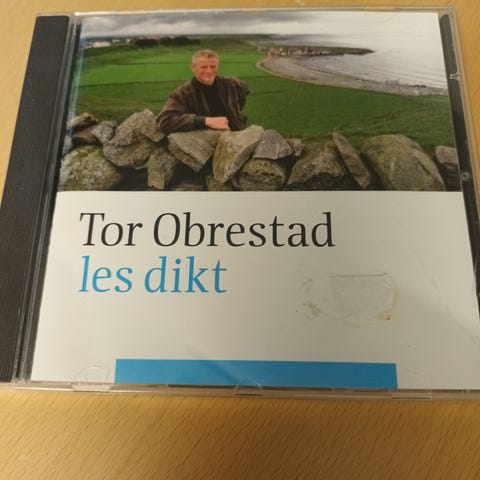 Tor Obrestad
les dikt